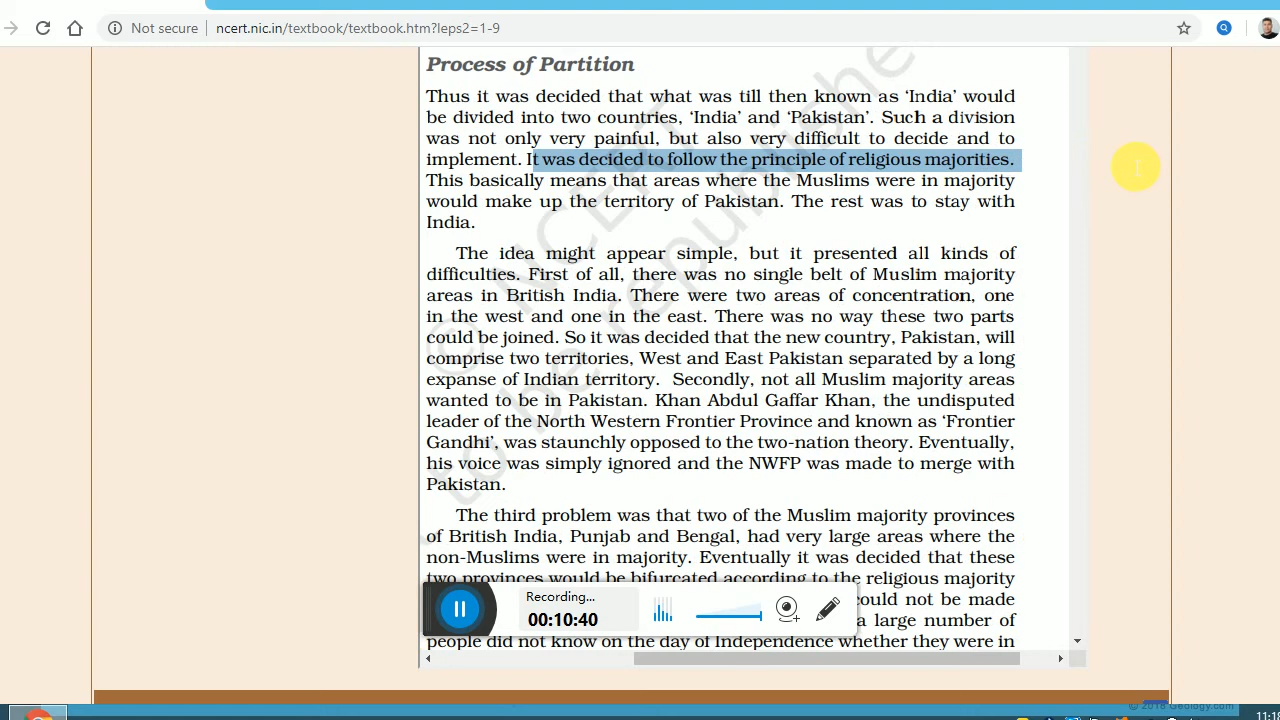 Not secure
ncert.nic.in/textbook/textbook.htm?leps2=1-9
Process of Partition
Thus it was decided that what was till then known as ‘India’ would
be divided into two countries, ‘India’ and ‘Pakistan’. Such a division
was not only very painful, but also very difficult to decide and to
implement. It was decided to follow the principle of religious majorities.
This basically means that areas where the Muslims were in majority
would make up the territory of Pakistan. The rest was to stay with
India.
The idea might appear simple, but it presented all kinds of
difficulties. First of all, there was no single belt of Muslim majority
areas in British India. There were two areas of concentration, one
in the west and one in the east. There was no way these two parts
could be joined. So it was decided that the new country, Pakistan, will
comprise two territories, West and East Pakistan separated by a long
expanse of Indian territory. Secondly, not all Muslim majority areas
wanted to be in Pakistan. Khan Abdul Gaffar Khan, the undisputed
leader of the North Western Frontier Province and known as ‘Frontier
Gandhi’, was staunchly opposed to the two-nation theory. Eventually,
his voice was simply ignored and the NWFP was made to merge with
Pakistan.
The third problem was that two of the Muslim majority provinces
of British India, Punjab and Bengal, had very large areas where the
non-Muslims were in majority. Eventually it was decided that these
two provinces would be bifurcated according to the religious majority
could not be made
a large number of
people did not know on the day of Independence whether they were in
Recording...
00:10:40
© NCERT
to be republishe
© 2018 Geology.com
11:18